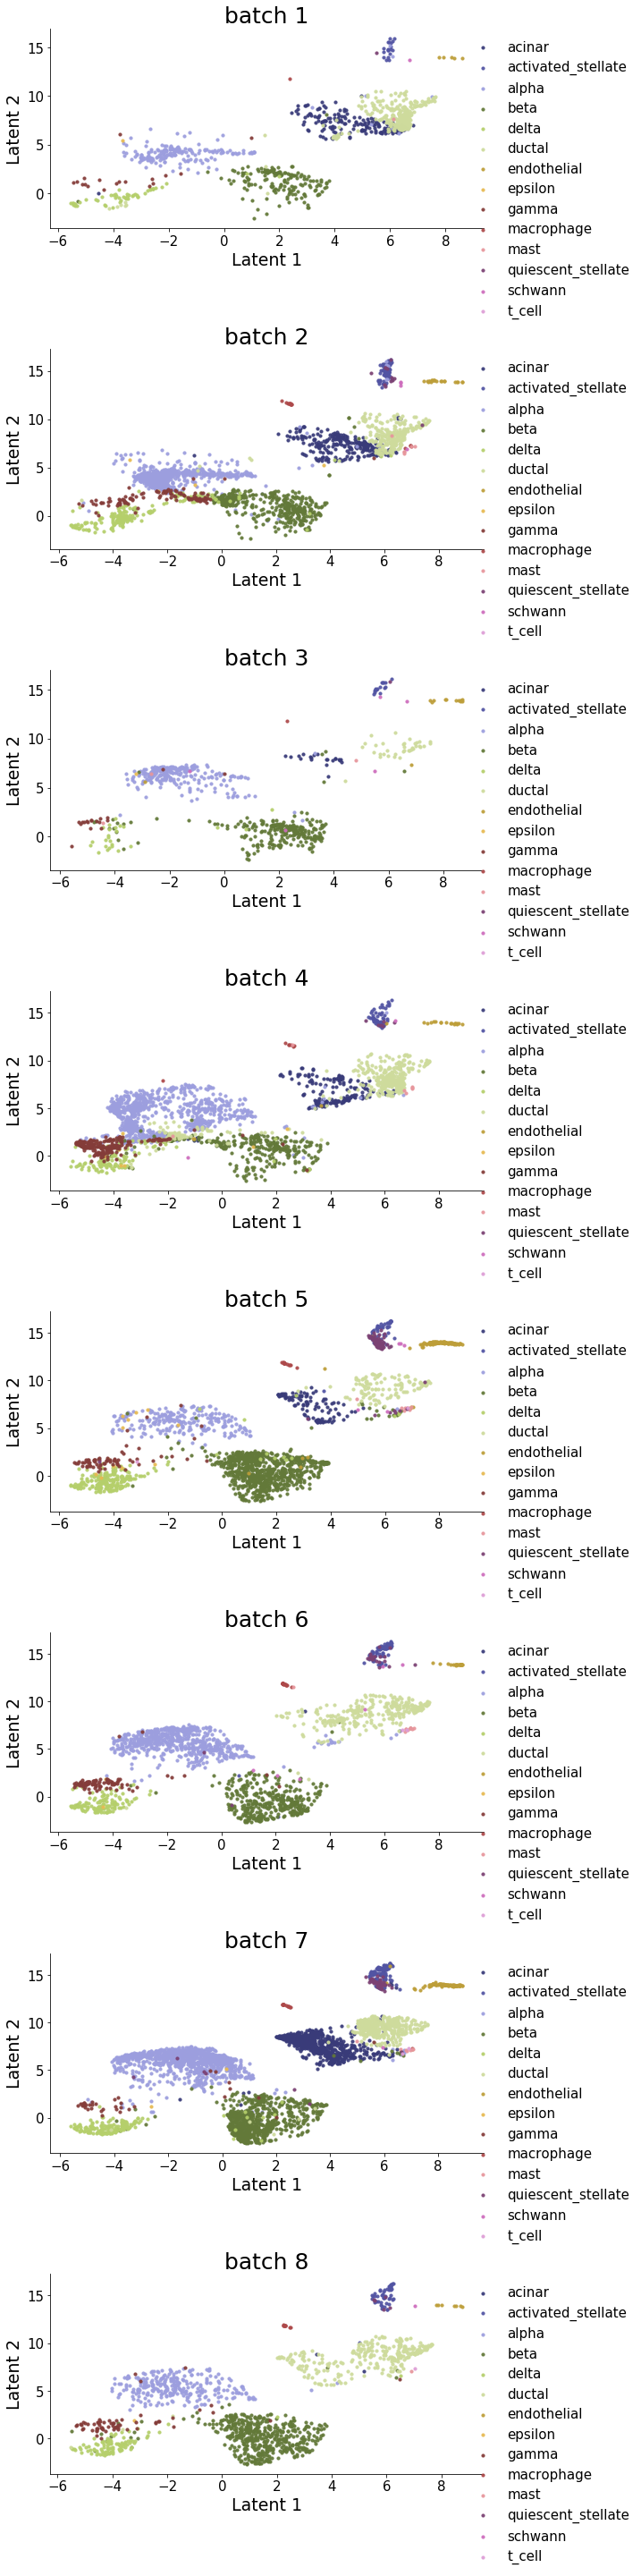 batch 1
Latent 2
15
10
5
0
−6 −4 −2 0 2 4 6 8
Latent 1
acinar
activated_stellate
alpha
beta
delta
ductal
endothelial
epsilon
gamma
macrophage
mast
quiescent_stellate
schwann
t_cell
batch 2
Latent 2
15
10
5
0
−6 −4 −2 0 2 4 6 8
Latent 1
acinar
activated_stellate
alpha
beta
delta
ductal
endothelial
epsilon
gamma
macrophage
mast
quiescent_stellate
schwann
t_cell
batch 3
Latent 2
15
10
5
0
−6 −4 −2 0 2 4 6 8
Latent 1
acinar
activated_stellate
alpha
beta
delta
ductal
endothelial
epsilon
gamma
macrophage
mast
quiescent_stellate
schwann
t_cell
batch 4
Latent 2
15
10
5
0
−6 −4 −2 0 2 4 6 8
Latent 1
acinar
activated_stellate
alpha
beta
delta
ductal
endothelial
epsilon
gamma
macrophage
mast
quiescent_stellate
schwann
t_cell
batch 5
Latent 2
15
10
5
0
−6 −4 −2 0 2 4 6 8
Latent 1
acinar
activated_stellate
alpha
beta
delta
ductal
endothelial
epsilon
gamma
macrophage
mast
quiescent_stellate
schwann
t_cell
batch 6
Latent 2
15
10
5
0
−6 −4 −2 0 2 4 6 8
Latent 1
acinar
activated_stellate
alpha
beta
delta
ductal
endothelial
epsilon
gamma
macrophage
mast
quiescent_stellate
schwann
t_cell
batch 7
Latent 2
15
10
5
0
−6 −4 −2 0 2 4 6 8
Latent 1
acinar
activated_stellate
alpha
beta
delta
ductal
endothelial
epsilon
gamma
macrophage
mast
quiescent_stellate
schwann
t_cell
batch 8
Latent 2
15
10
5
0
−6 −4 −2 0 2 4 6 8
Latent 1
acinar
activated_stellate
alpha
beta
delta
ductal
endothelial
epsilon
gamma
macrophage
mast
quiescent_stellate
schwann
t_cell